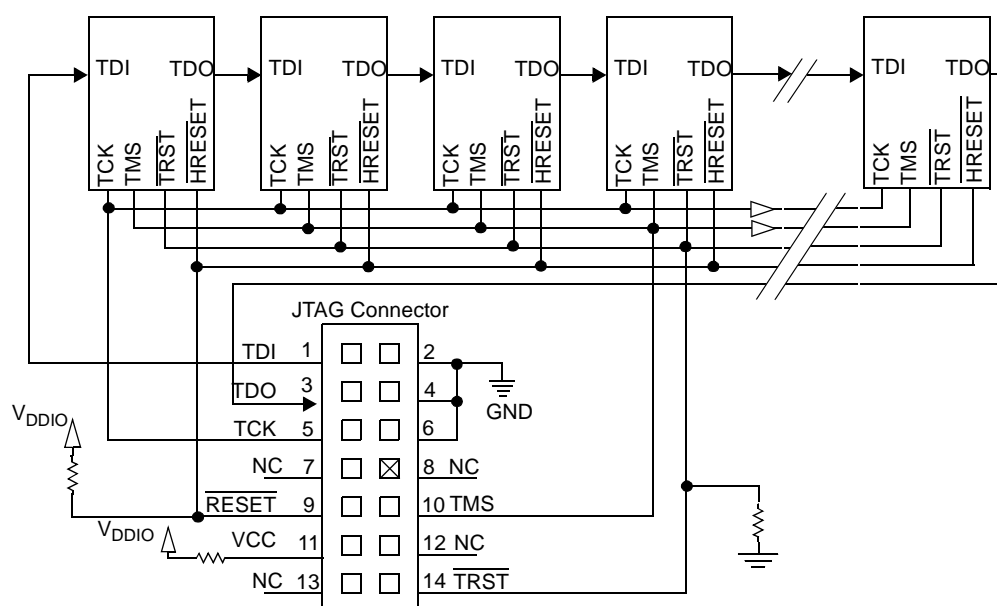 TDI TDO TDI TDO TDI TDO TDI TDO TDI TDO
TCK TMS TRST HRESET TCK TMS TRST HRESET TCK TMS TRST HRESET TCK TMS TRST HRESET TCK TMS TRST HRESET
JTAG Connector
TDI 1 2
TDO 3 4
GND
VDDIO
TCK 5 6
NC 7 8 NC
RESET 9 10 TMS
VDDIO
VCC 11 12 NC
NC 13 14 TRST